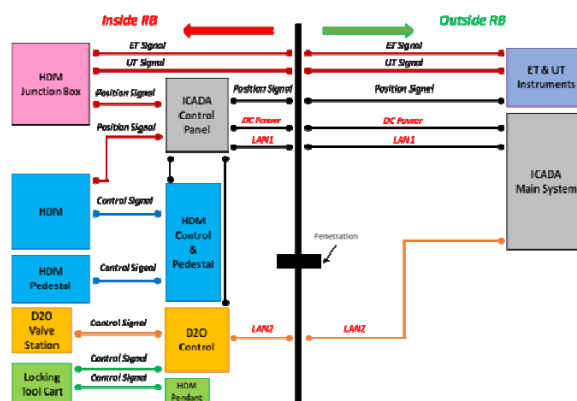 Inside RB
Outside RB
ET Signal
ET Signal
UT Signal
UT Signal
HDM
Junction Box
ET & UT
Instruments
Position Signal
Position Signal
Position Signel
ICADA
Control
Panel
DC Power
DC Power
Position Signal
LAN1
LAN1
ICADA
Main System
HDM
Control Signal
HDM
Control
&
Pedestal
Penetration
HDM
Pedestal
Control Signal
D2O
Valve
Station
Control Signal
D2O
Control
LAN2
LAN2
Locking
Tool Cart
Control Signal
Control Signal
HDM
Pendant